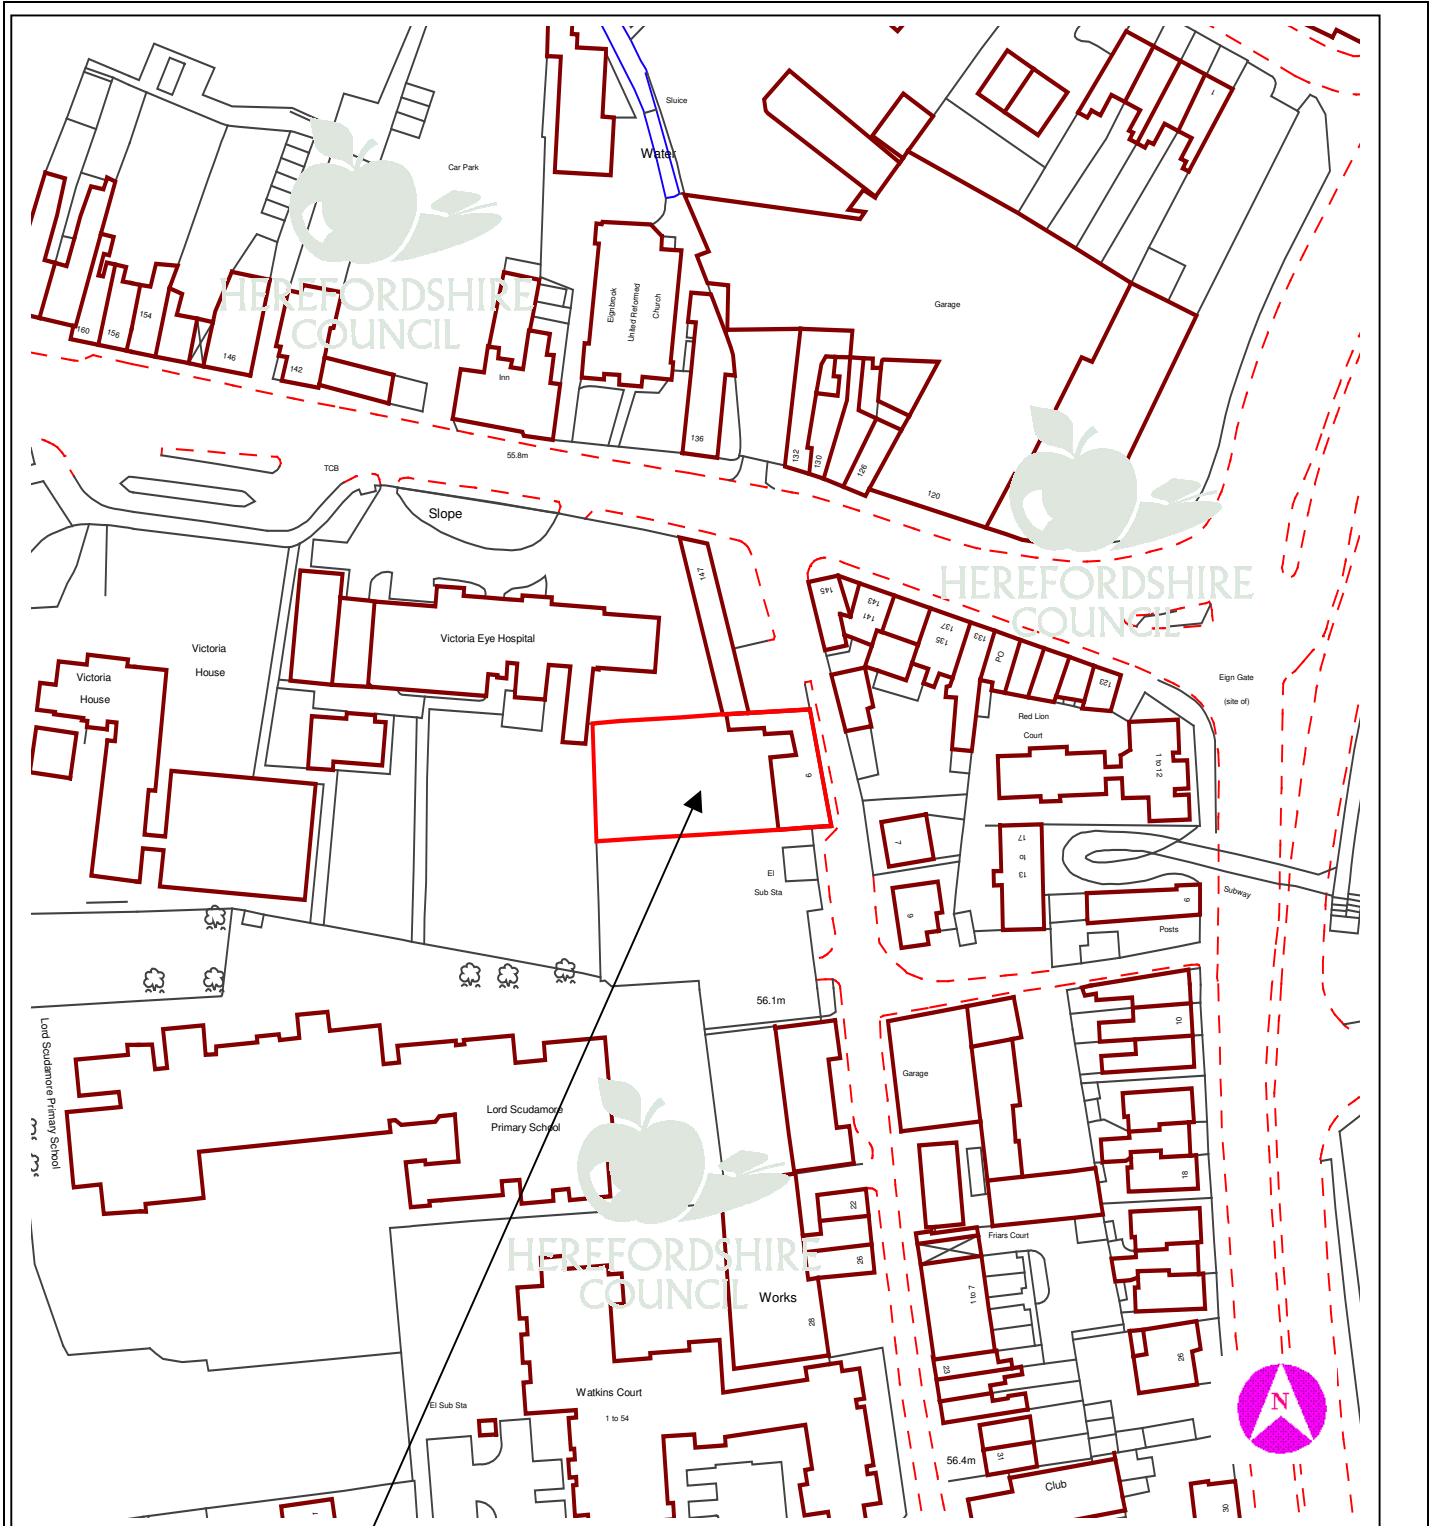 Sluice
Water
Car Park
1
HEREFORDSHIRE
COUNCIL
Garage
Eignbrook
United Reformed
Church
160
156
154
146
142
Inn
136
132
130
126
120
55.8m
TCB
Slope
HEREFORDSHIRE
COUNCIL
147
145
143
141
137
135
133
PO
123
Victoria Eye Hospital
Victoria
House
Victoria
House
Eign Gate
(site of)
Red Lion
Court
1 to 12
6
7
17
to
13
El
Sub Sta
9
Subway
9
Posts
56.1m
10
Lord Scudamore Primary School
Garage
Lord Scudamore
Primary School
18
22
26
HEREFORDSHIRE
COUNCIL
Friars Court
1 to 7
Works
28
23
26
Watkins Court
1 to 54
El Sub Sta
N
31
56.4m
Club
30